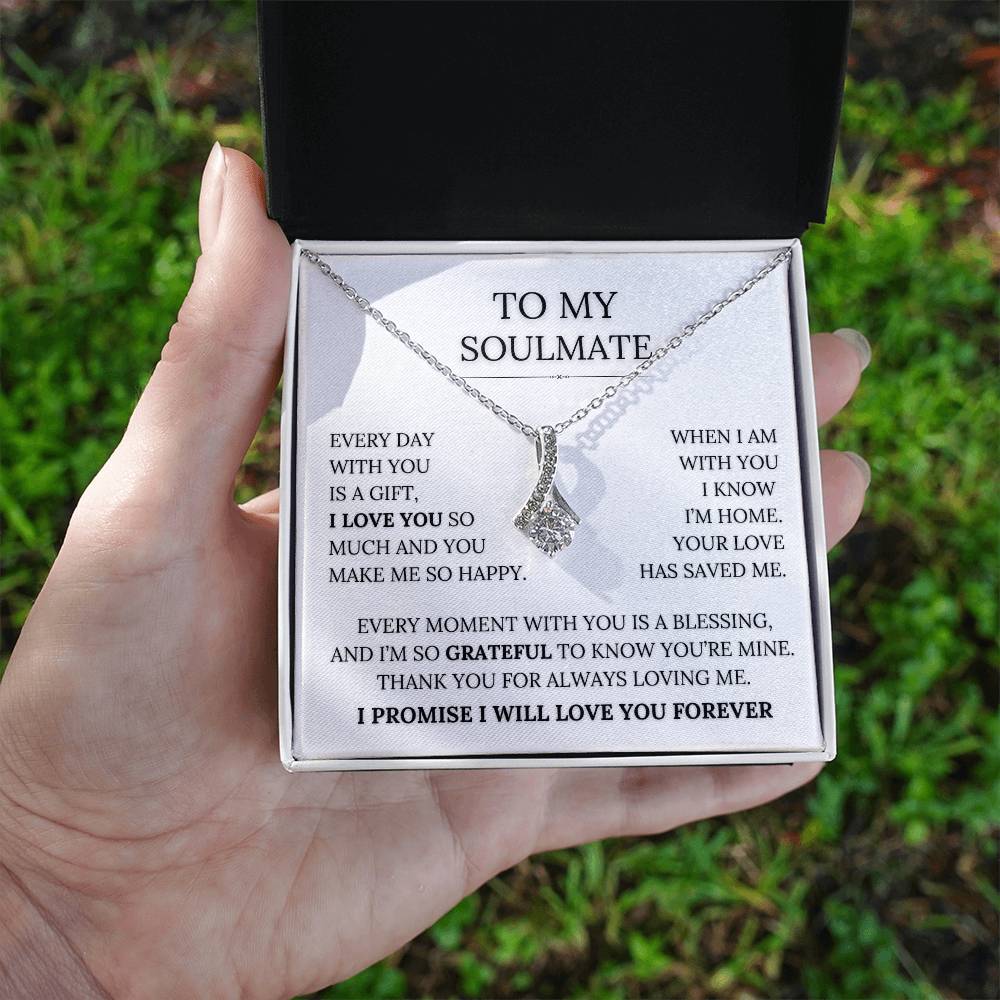 TO MY
SOULMATE
EVERY DAY
WITH YOU
IS A GIFT,
I LOVE YOU SO
MUCH AND YOU
MAKE ME SO HAPPY.
WHEN I AM
WITH YOU
I KNOW
I'M HOME.
YOUR LOVE
HAS SAVED ME.
EVERY MOMENT WITH YOU IS A BLESSING,
AND I'M SO GRATEFUL TO KNOW YOU'RE MINE.
THANK YOU FOR ALWAYS LOVING ME.
I PROMISE I WILL LOVE YOU FOREVER